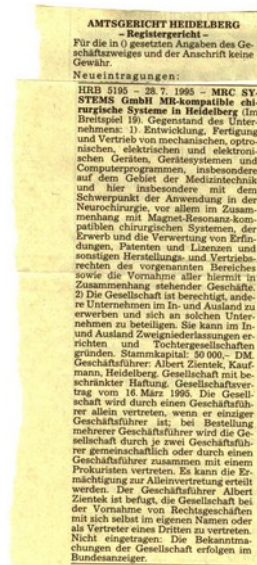 AMTSGERICHT HEIDELBERG
– Registergericht –
Für die in () gesetzten Angaben des Ge-
schäftszweiges und der Anschrift keine
Gewähr.
Neueintragungen:
HRB 5195 – 28. 7. 1995 – MRC SY-
STEMS GmbH MR-kompatible chi-
rurgische Systeme in Heidelberg (Im
Breitspiel 19). Gegenstand des Unter-
nehmens: 1). Entwicklung, Fertigung
und Vertrieb von mechanischen, optro-
nischen, elektrischen und elektroni-
schen Geräten, Gerätesystemen und
Computerprogrammen, insbesondere
auf dem Gebiet der Medizintechnik
und hier insbesondere mit dem
Schwerpunkt der Anwendung in der
Neurochirurgie, vor allem im Zusam-
menhang mit Magnet-Resonanz-kom-
patiblen chirurgischen Systemen, der
Erwerb und die Verwertung von Erfin-
dungen, Patenten und Lizenzen und
sonstigen Herstellungs- und Vertriebs-
rechten des vorgenannten Bereiches
sowie die Vornahme aller hiermit in
Zusammenhang stehender Geschäfte.
2) Die Gesellschaft ist berechtigt, ande-
re Unternehmen im In- und Ausland zu
erwerben und sich an solchen Unter-
nehmen zu beteiligen. Sie kann im In-
und Ausland Zweigniederlassungen er-
richten und Tochtergesellschaften
gründen. Stammkapital: 50 000,– DM.
Geschäftsführer: Albert Zientek, Kauf-
mann, Heidelberg. Gesellschaft mit be-
schränkter Haftung. Gesellschaftsver-
trag vom 16. März 1995. Die Gesell-
schaft wird durch einen Geschäftsfüh-
rer allein vertreten, wenn er einziger
Geschäftsführer ist; bei Bestellung
mehrerer Geschäftsführer wird die Ge-
sellschaft durch je zwei Geschäftsfüh-
rer gemeinschaftlich oder durch einen
Geschäftsführer zusammen mit einem
Prokuristen vertreten. Es kann die Er-
mächtigung zur Alleinvertretung erteilt
werden. Der Geschäftsführer Albert
Zientek ist befugt, die Gesellschaft bei
der Vornahme von Rechtsgeschäften
mit sich selbst im eigenen Namen oder
als Vertreter eines Dritten zu vertreten.
Nicht eingetragen: Die Bekanntma-
chungen der Gesellschaft erfolgen im
Bundesanzeiger.